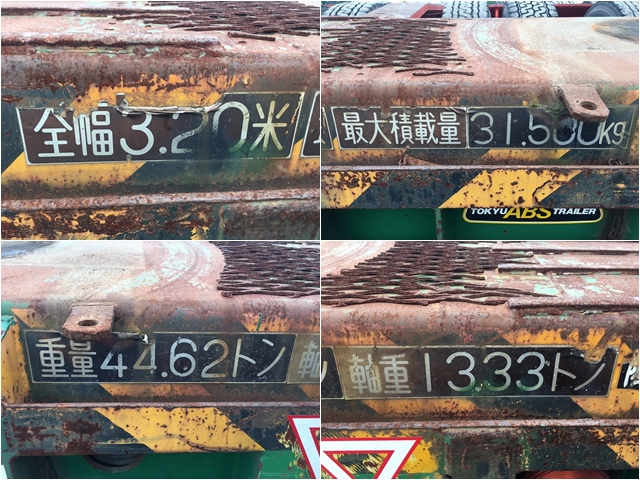 全幅3.20米
最大積載量31.500kg
TOKYU ABS TRAILER
重量44.62トン
軸重1333トン